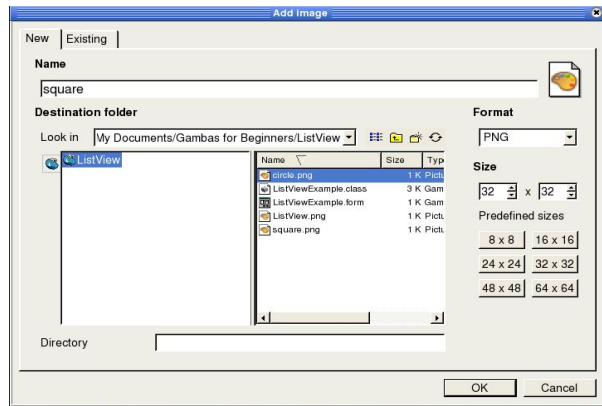 Add image
New Existing
Name
square
Destination folder
Format
Look in My Documents/Gambas for Beginners/ListView
PNG
ListView
Name Size Type
circle.png 1 K Pictu
ListViewExample.class 3 K Gam
ListViewExample.form 1 K Gam
ListView.png 1 K Pictu
square.png 1 K Pictu
Size
32 x 32
Predefined sizes
8 x 8 16 x 16
24 x 24 32 x 32
48 x 48 64 x 64
Directory
OK Cancel